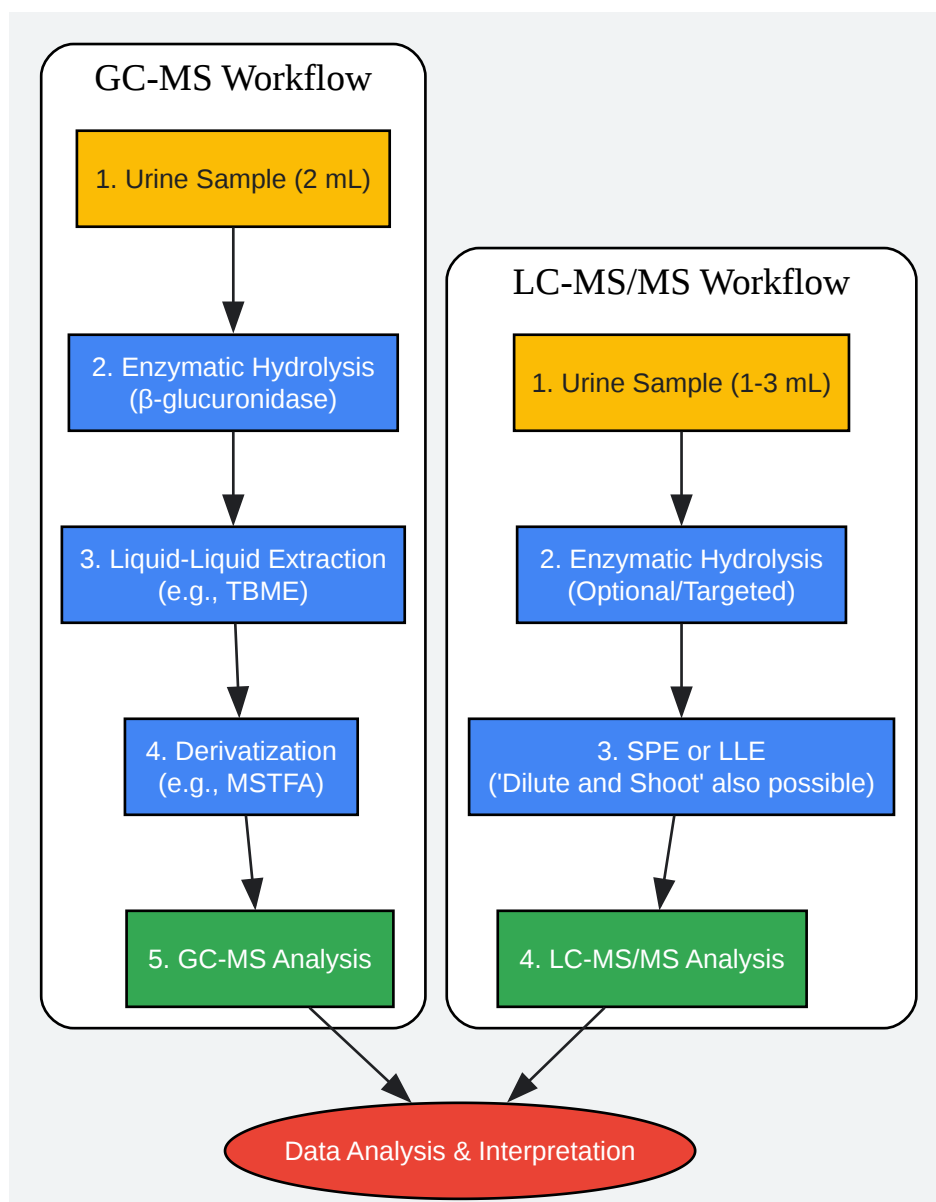 GC-MS Workflow
1. Urine Sample (2 mL)
2. Enzymatic Hydrolysis
(β-glucuronidase)
3. Liquid-Liquid Extraction
(e.g., TBME)
4. Derivatization
(e.g., MSTFA)
5. GC-MS Analysis
LC-MS/MS Workflow
1. Urine Sample (1-3 mL)
2. Enzymatic Hydrolysis
(Optional/Targeted)
3. SPE or LLE
('Dilute and Shoot' also possible)
4. LC-MS/MS Analysis
Data Analysis & Interpretation